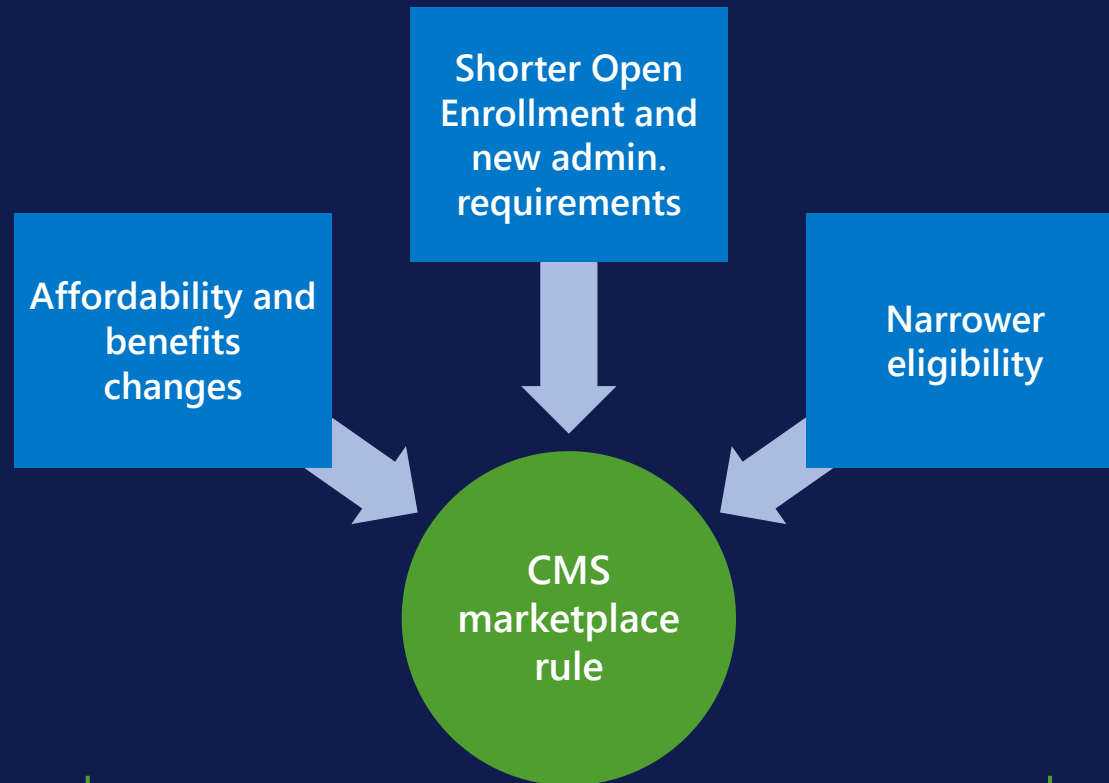 Shorter Open
Enrollment and
new admin.
requirements
Affordability and
benefits
changes
Narrower
eligibility
CMS
marketplace
rule